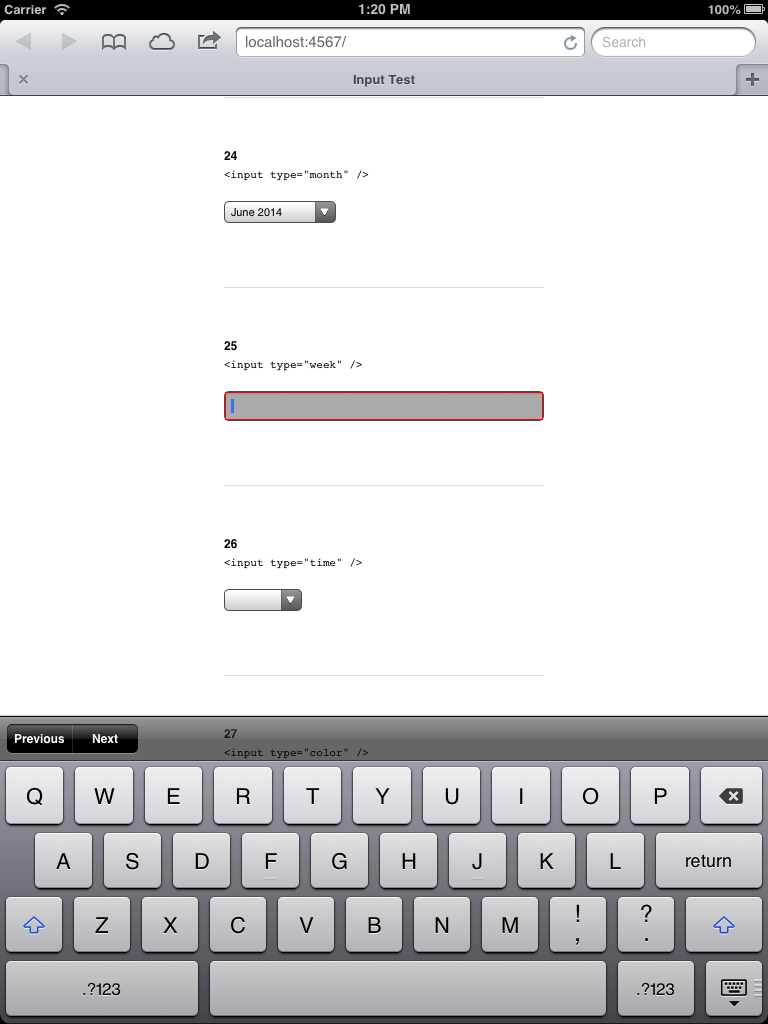 Carrier 1:20 PM 100%
localhost:4567/ Search
Input Test
24
<input type="month" />
June 2014
25
<input type="week" />
26
<input type="time" />
27
<input type="color" />
Previous Next
Q W E R T Y U I O P
A S D F G H J K L return
Z X C V B N M ! , ? .
.?123 .?123